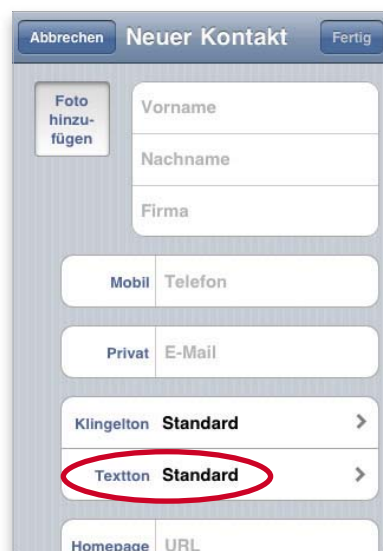 Abbrechen Neuer Kontakt Fertig
Foto
hinzu-
fügen
Vorname
Nachname
Firma
Mobil Telefon
Privat E-Mail
Klingelton Standard
Textton Standard
Homepage URL